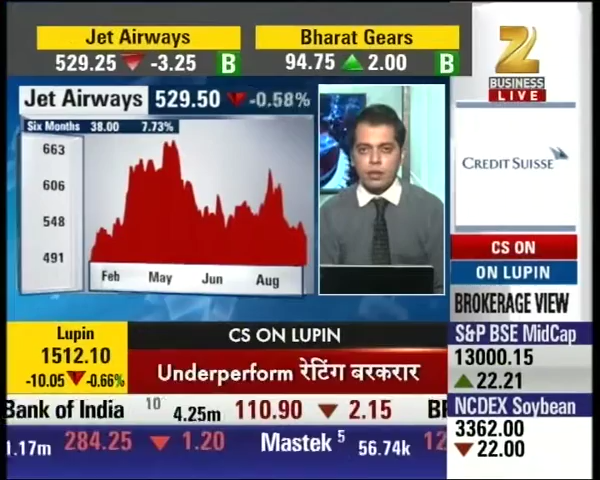 Jet Airways
529.25 -3.25 B
Bharat Gears
94.75 2.00 B
Z
BUSINESS
LIVE
Jet Airways 529.50 -0.58%
Six Months 38.00 7.73%
663
606
548
491
Feb May Jun Aug
CREDIT SUISSE
CS ON
ON LUPIN
BROKERAGE VIEW
Lupin
1512.10
-10.05 -0.66%
CS ON LUPIN
Underperform रेटिंग बरकरार
S&P BSE MidCap
13000.15
22.21
NCDEX Soybean
3362.00
22.00
Bank of India 10 4.25m 110.90 2.15 BP
1.17m 284.25 1.20 Mastek 5 56.74k 12